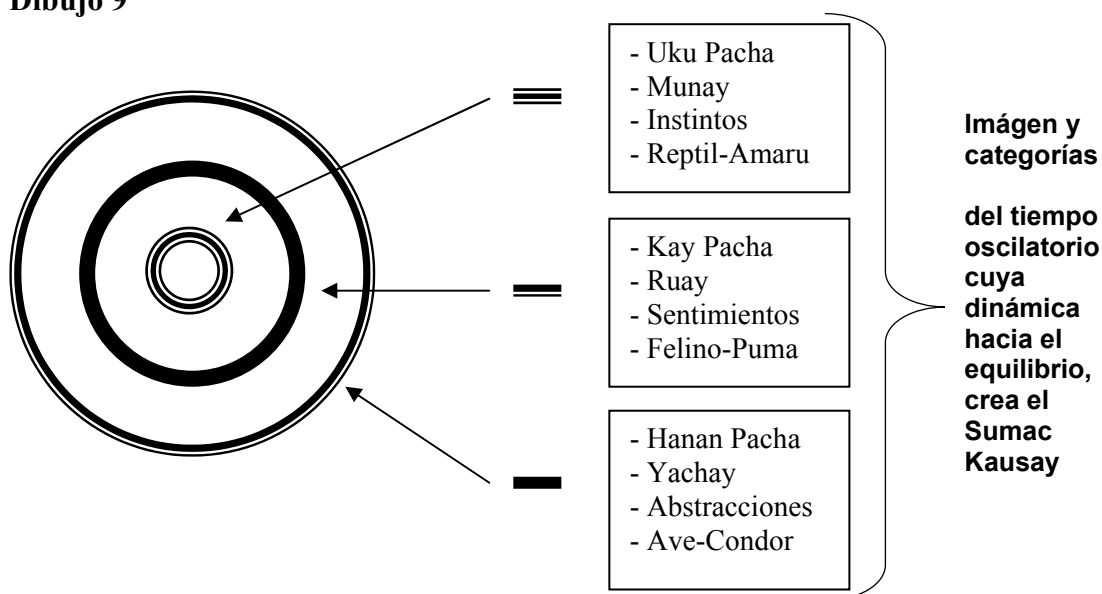 Dibujo 9
- Uku Pacha
- Munay
- Instintos
- Reptil-Amaru
- Kay Pacha
- Ruay
- Sentimientos
- Felino-Puma
- Hanan Pacha
- Yachay
- Abstracciones
- Ave-Condor
Imágen y
categorías
del tiempo
oscilatorio
cuya
dinámica
hacia el
equilibrio,
crea el
Sumac
Kausay